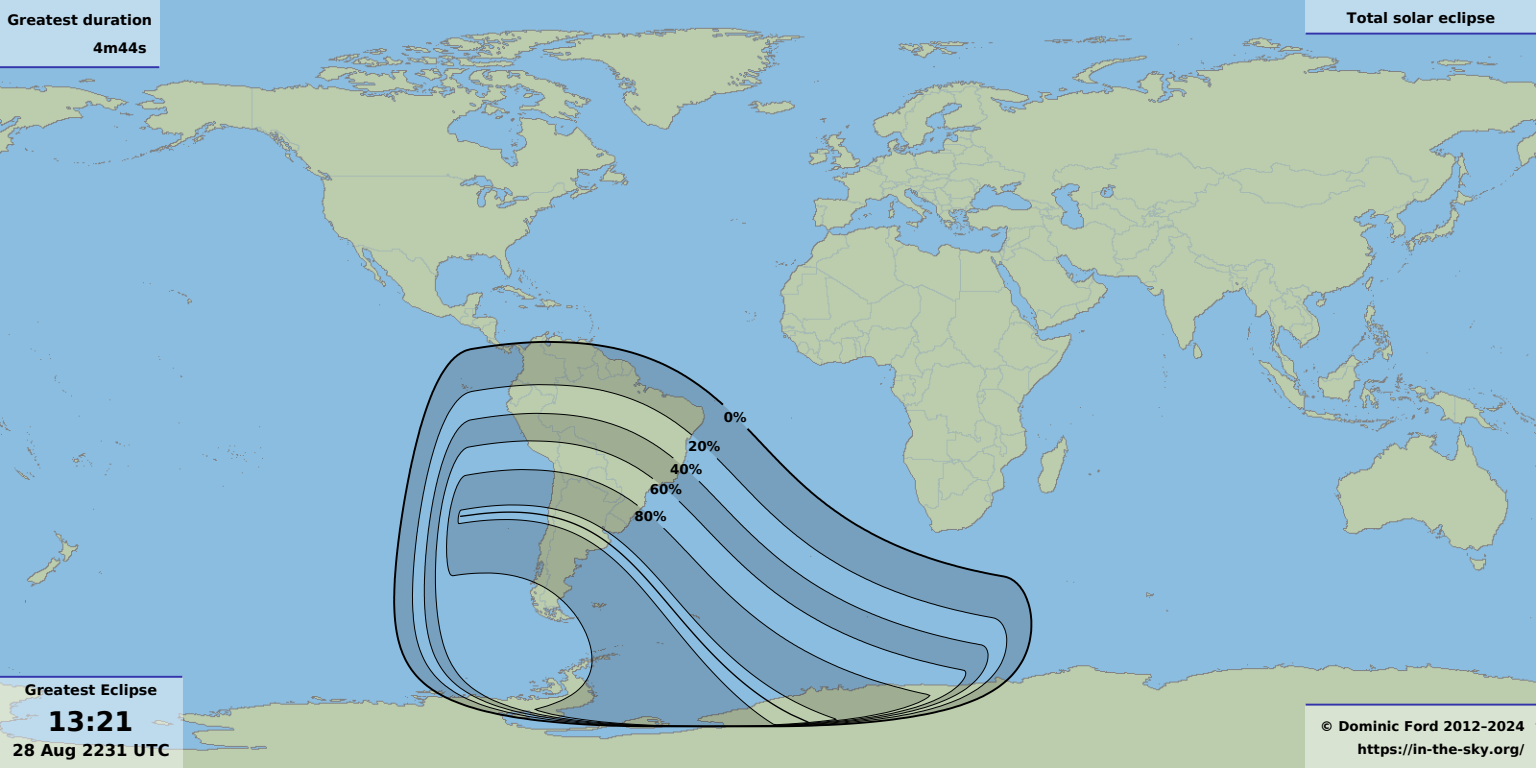 Greatest duration
4m44s
Total solar eclipse
0%
20%
40%
60%
80%
Greatest Eclipse
13:21
28 Aug 2231 UTC
© Dominic Ford 2012–2024
https://in-the-sky.org/